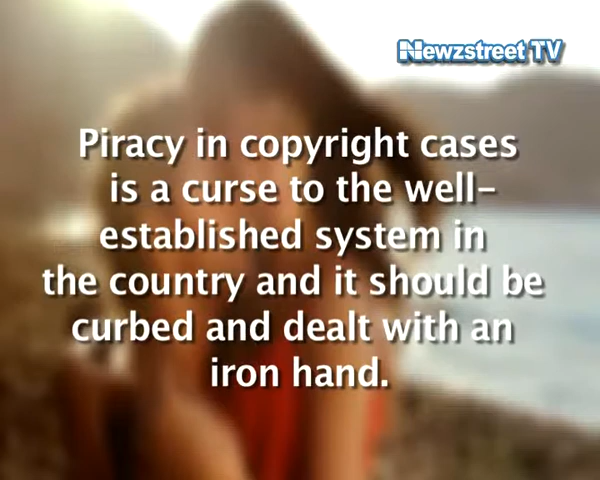 Newzstreet TV
Piracy in copyright cases
is a curse to the well-
established system in
the country and it should be
curbed and dealt with an
iron hand.